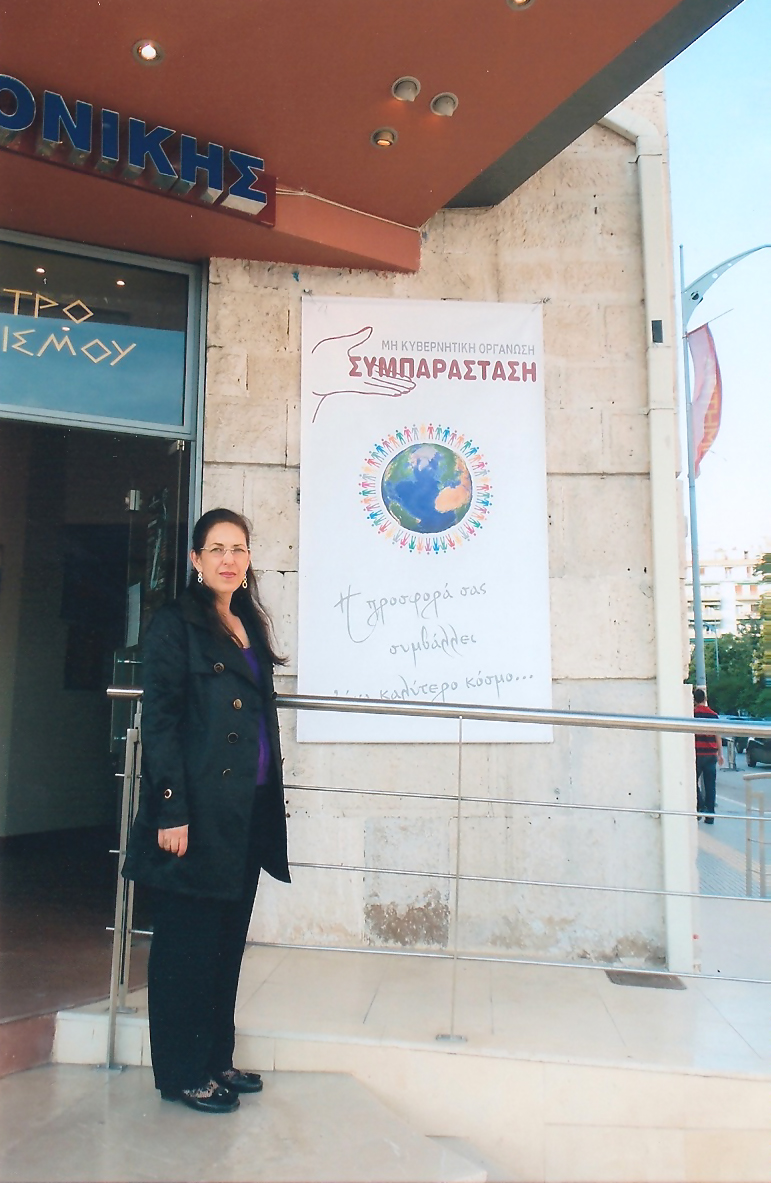 ΟΝΙΚΗΣ
ΤΡΟ
ΙΣΜΟΥ
ΜΗ ΚΥΒΕΡΝΗΤΙΚΗ ΟΡΓΑΝΩΣΗ
ΣΥΜΠΑΡΑΣΤΑΣΗ
Η προσφορά σας
συμβάλλει
καλύτερο κόσμο...